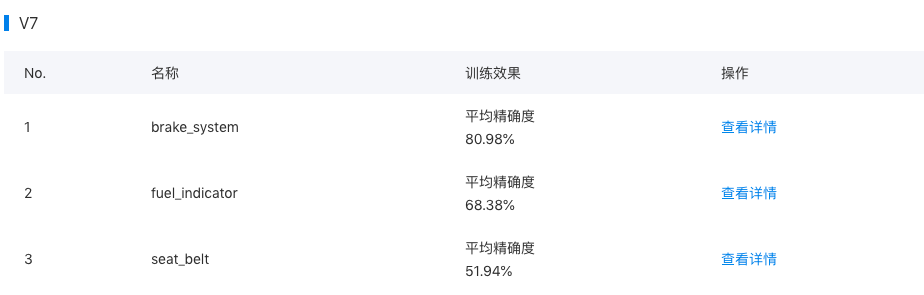 V7
No. 名称 训练效果 操作
平均精确度
1 brake_system 查看详情
80.98%
平均精确度
2 fuel_indicator 查看详情
68.38%
平均精确度
3 seat_belt 查看详情
51.94%